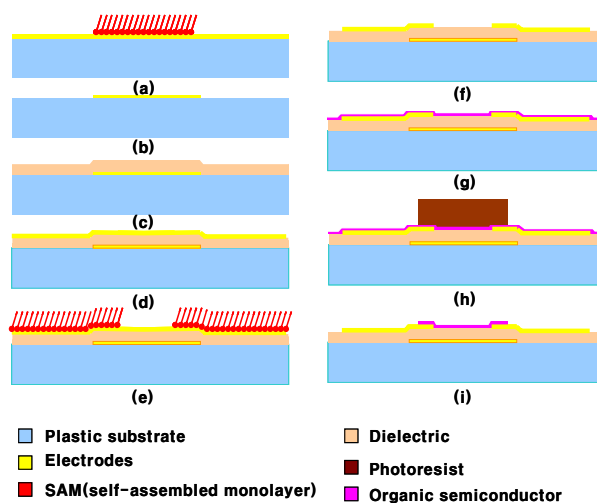 (a)
(b)
(c)
(d)
(e)
(f)
(g)
(h)
(i)
Plastic substrate
Electrodes
SAM(self-assembled monolayer)
Dielectric
Photoresist
Organic semiconductor